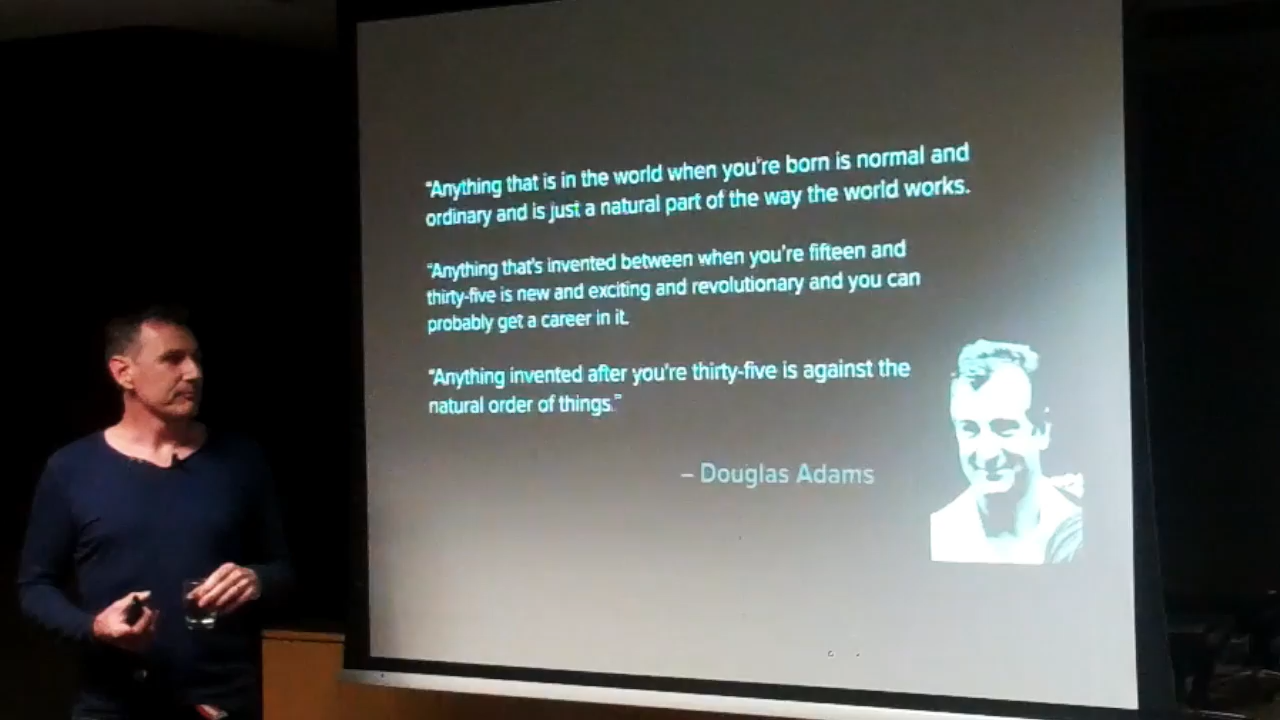 “Anything that is in the world when you're born is normal and
ordinary and is just a natural part of the way the world works.
“Anything that's invented between when you're fifteen and
thirty-five is new and exciting and revolutionary and you can
probably get a career in it.
“Anything invented after you're thirty-five is against the
natural order of things.”
– Douglas Adams